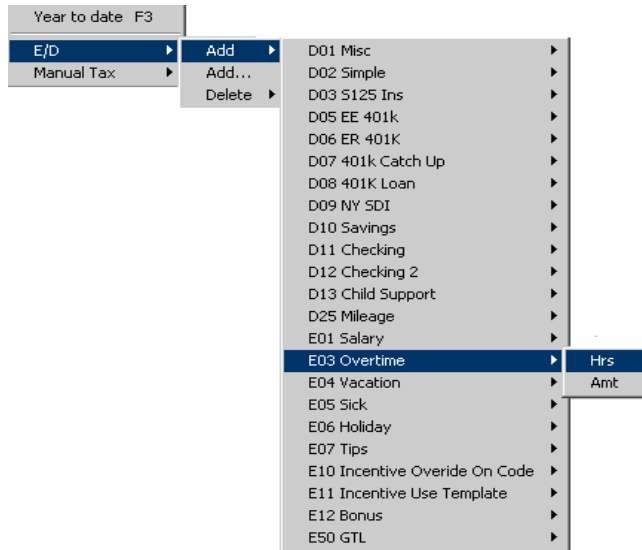 Year to date F3
E/D
Manual Tax
Add
Add...
Delete
D01 Misc
D02 Simple
D03 S125 Ins
D05 EE 401k
D06 ER 401K
D07 401k Catch Up
D08 401K Loan
D09 NY SDI
D10 Savings
D11 Checking
D12 Checking 2
D13 Child Support
D25 Mileage
E01 Salary
E03 Overtime
E04 Vacation
E05 Sick
E06 Holiday
E07 Tips
E10 Incentive Overide On Code
E11 Incentive Use Template
E12 Bonus
E50 GTL
Hrs
Amt